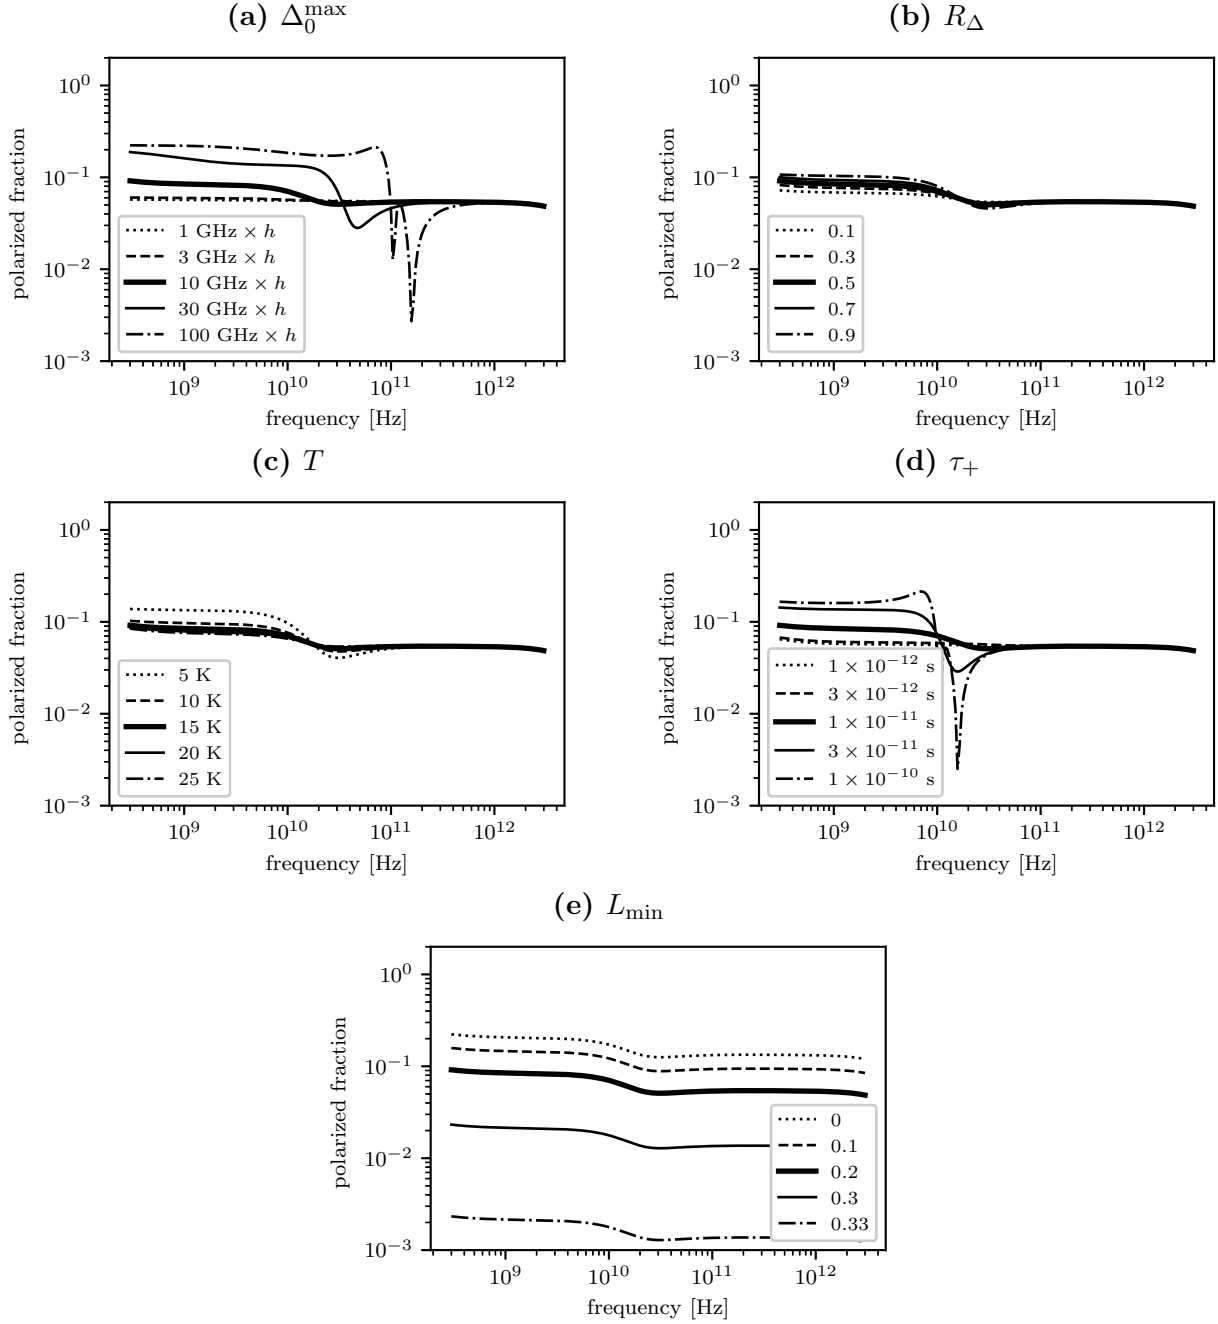 (a) Δ₀ᵐᵃˣ
polarized fraction
10⁰
10⁻¹
10⁻²
10⁻³
1 GHz × h
3 GHz × h
10 GHz × h
30 GHz × h
100 GHz × h
10⁹ 10¹⁰ 10¹¹ 10¹²
frequency [Hz]
(b) R_Δ
polarized fraction
10⁰
10⁻¹
10⁻²
10⁻³
0.1
0.3
0.5
0.7
0.9
10⁹ 10¹⁰ 10¹¹ 10¹²
frequency [Hz]
(c) T
polarized fraction
10⁰
10⁻¹
10⁻²
10⁻³
5 K
10 K
15 K
20 K
25 K
10⁹ 10¹⁰ 10¹¹ 10¹²
frequency [Hz]
(d) τ₊
polarized fraction
10⁰
10⁻¹
10⁻²
10⁻³
1 × 10⁻¹² s
3 × 10⁻¹² s
1 × 10⁻¹¹ s
3 × 10⁻¹¹ s
1 × 10⁻¹⁰ s
10⁹ 10¹⁰ 10¹¹ 10¹²
frequency [Hz]
(e) L_min
polarized fraction
10⁰
10⁻¹
10⁻²
10⁻³
0
0.1
0.2
0.3
0.33
10⁹ 10¹⁰ 10¹¹ 10¹²
frequency [Hz]